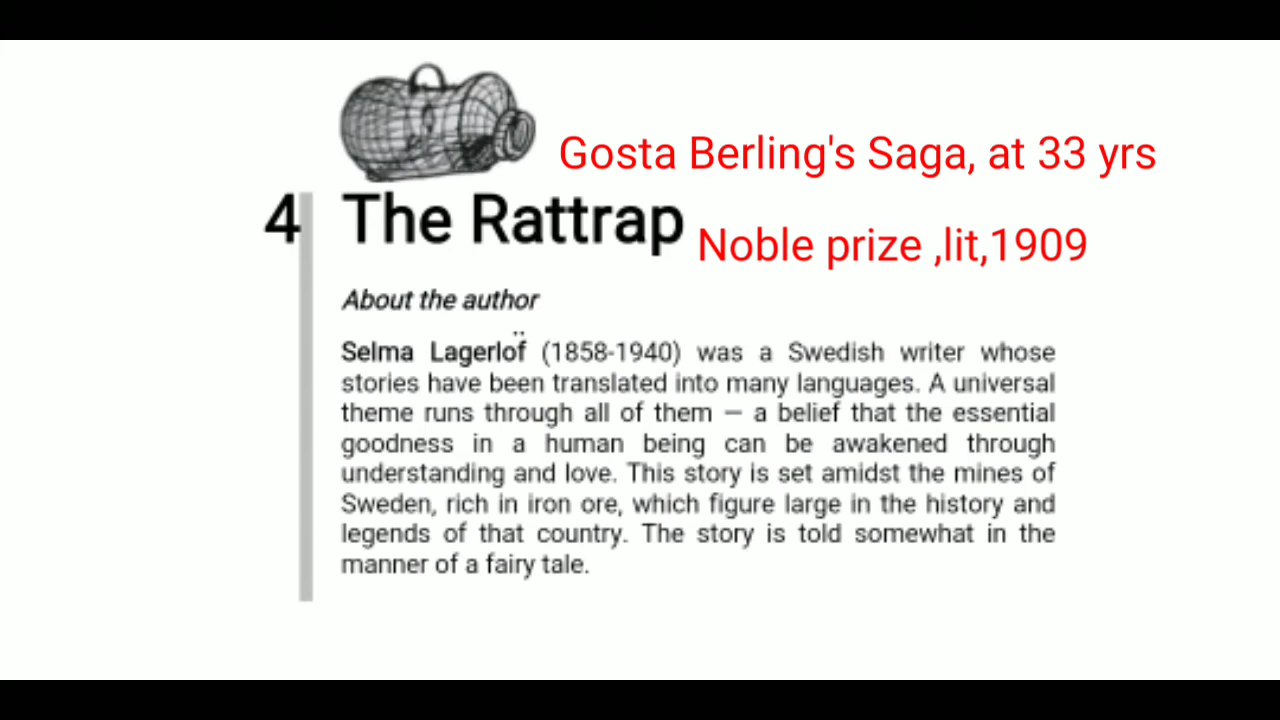 Gosta Berling's Saga, at 33 yrs
4 The Rattrap
Noble prize ,lit,1909
About the author
Selma Lagerlöf (1858-1940) was a Swedish writer whose
stories have been translated into many languages. A universal
theme runs through all of them — a belief that the essential
goodness in a human being can be awakened through
understanding and love. This story is set amidst the mines of
Sweden, rich in iron ore, which figure large in the history and
legends of that country. The story is told somewhat in the
manner of a fairy tale.